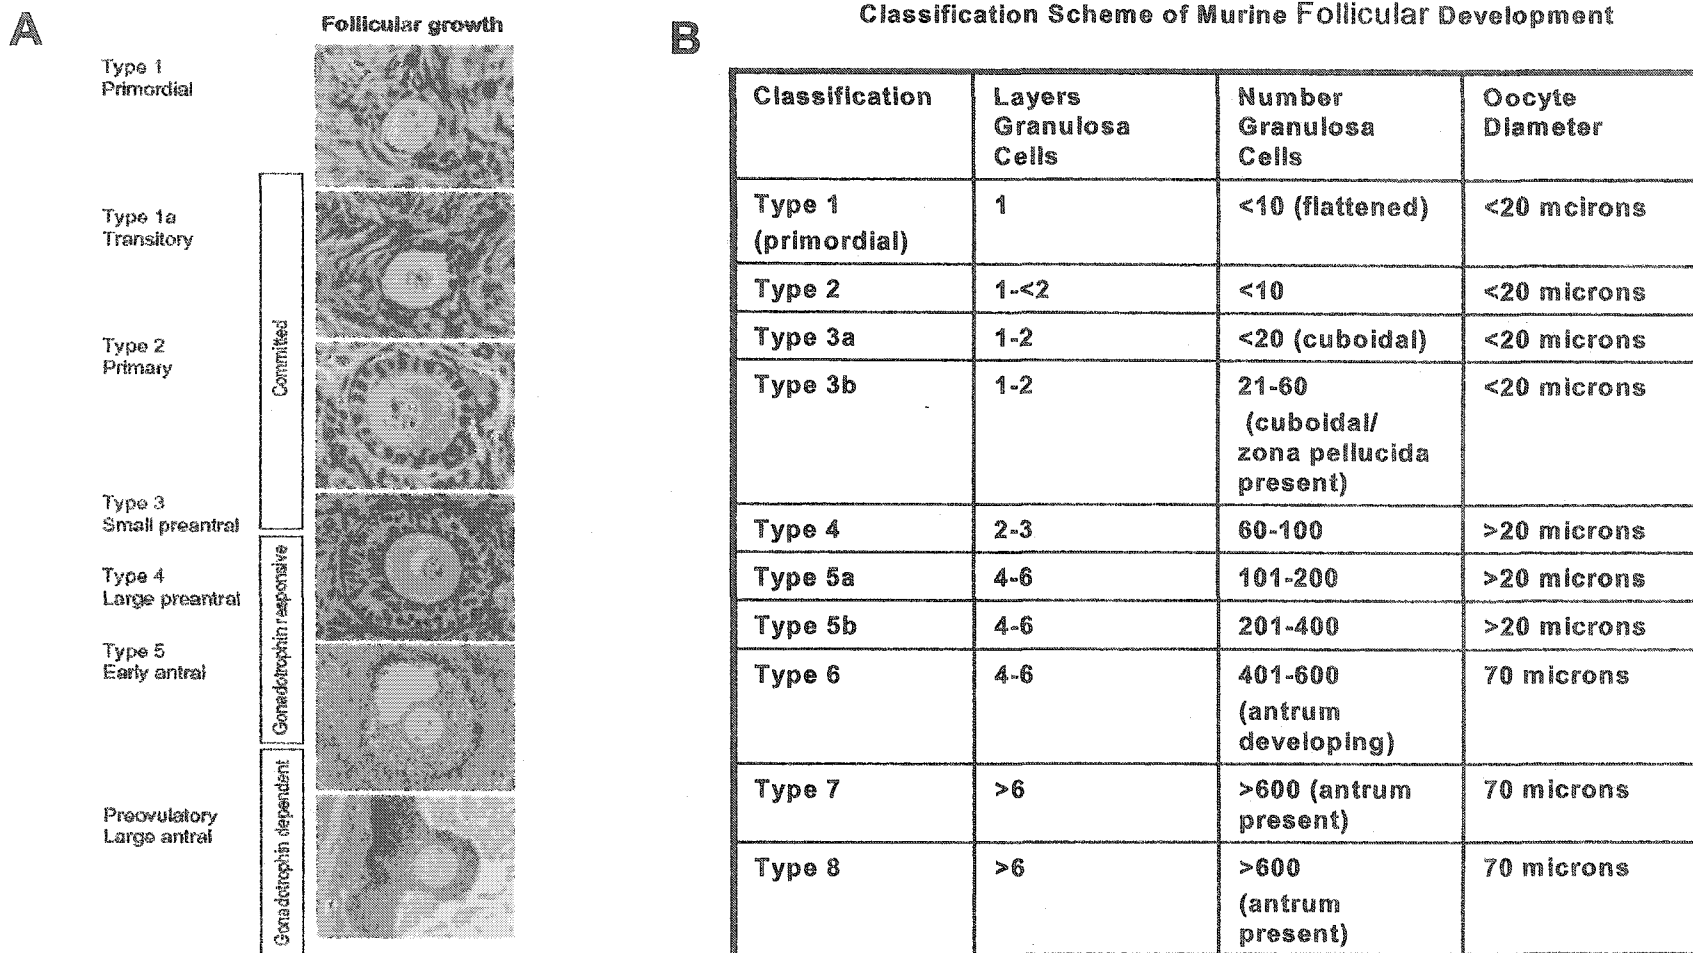 A
Follicular growth
Type 1
Primordial
Type 1a
Transitory
Type 2
Primary
Type 3
Small preantral
Type 4
Large preantral
Type 5
Early antral
Preovulatory
Large antral
Committed
Gonadotrophin responsive
Gonadotrophin dependent
B
Classification Scheme of Murine Follicular Development
Classification
Layers
Granulosa
Cells
Number
Granulosa
Cells
Oocyte
Diameter
Type 1
(primordial)
1
<10 (flattened)
<20 mcirons
Type 2
1-<2
<10
<20 microns
Type 3a
1-2
<20 (cuboidal)
<20 microns
Type 3b
1-2
21-60
(cuboidal/
zona pellucida
present)
<20 microns
Type 4
2-3
60-100
>20 microns
Type 5a
4-6
101-200
>20 microns
Type 5b
4-6
201-400
>20 microns
Type 6
4-6
401-600
(antrum
developing)
70 microns
Type 7
>6
>600 (antrum
present)
70 microns
Type 8
>6
>600
(antrum
present)
70 microns